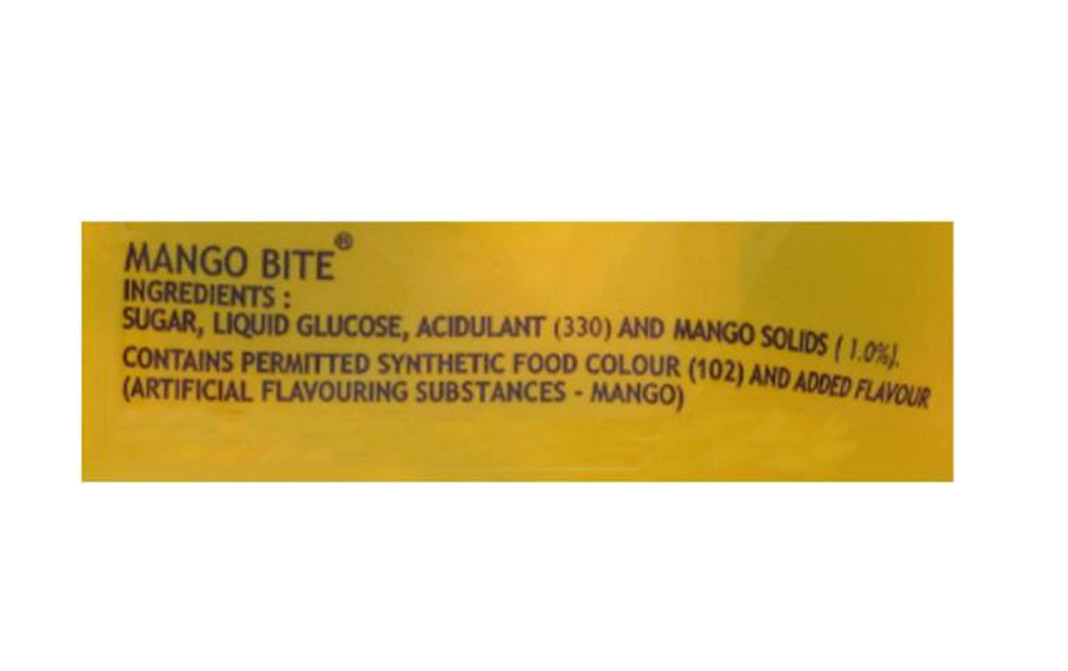 MANGO BITE®
INGREDIENTS :
SUGAR, LIQUID GLUCOSE, ACIDULANT (330) AND MANGO SOLIDS ( 1.0%).
CONTAINS PERMITTED SYNTHETIC FOOD COLOUR (102) AND ADDED FLAVOUR
(ARTIFICIAL FLAVOURING SUBSTANCES - MANGO)